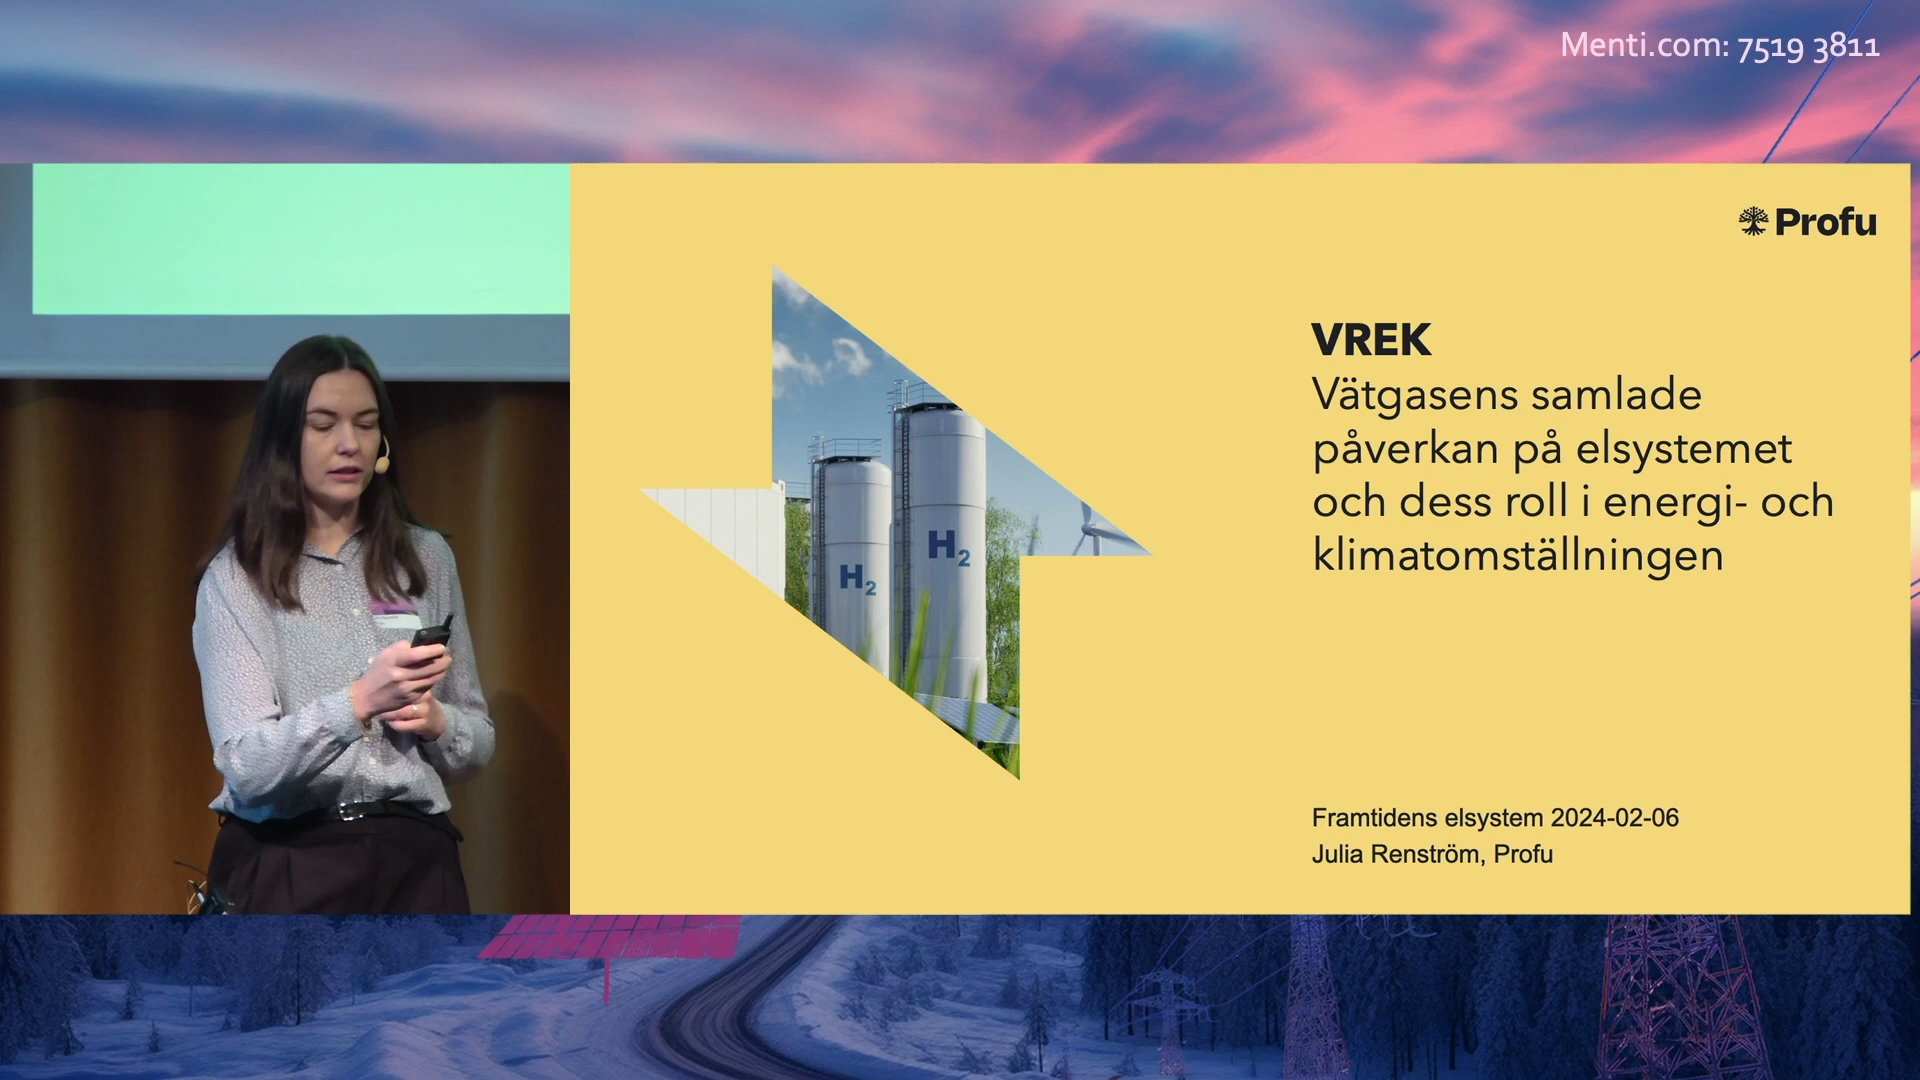 Menti.com: 7519 3811
Profu
VREK
Vätgasens samlade
påverkan på elsystemet
och dess roll i energi- och
klimatomställningen
H2
H2
Framtidens elsystem 2024-02-06
Julia Renström, Profu